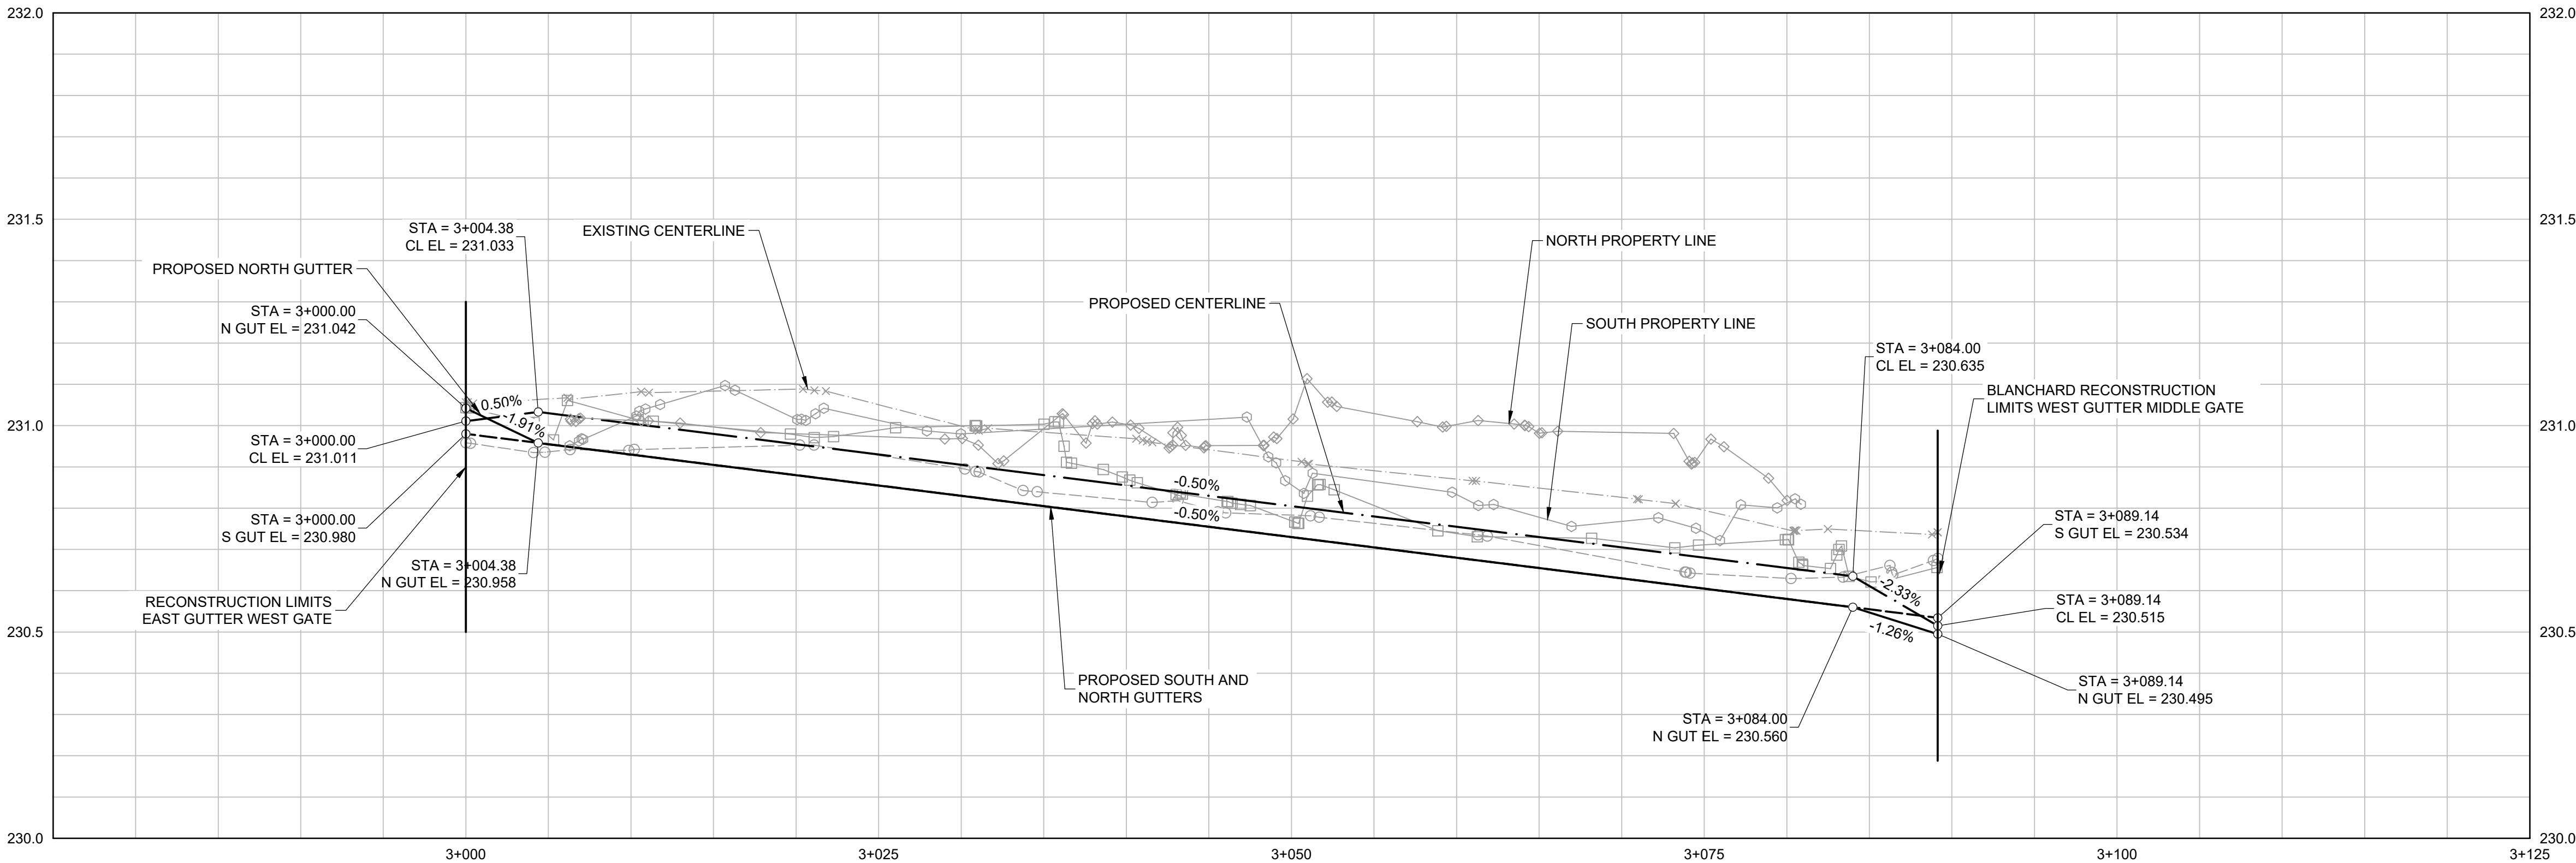 232.0
232.0
231.5
231.5
231.0
231.0
230.5
230.5
230.0
230.0
STA = 3+004.38
CL EL = 231.033
EXISTING CENTERLINE
PROPOSED NORTH GUTTER
STA = 3+000.00
N GUT EL = 231.042
0.50%
-1.91%
STA = 3+000.00
CL EL = 231.011
STA = 3+000.00
S GUT EL = 230.980
STA = 3+004.38
N GUT EL = 230.958
RECONSTRUCTION LIMITS
EAST GUTTER WEST GATE
PROPOSED CENTERLINE
NORTH PROPERTY LINE
SOUTH PROPERTY LINE
-0.50%
-0.50%
PROPOSED SOUTH AND
NORTH GUTTERS
STA = 3+084.00
CL EL = 230.635
BLANCHARD RECONSTRUCTION
LIMITS WEST GUTTER MIDDLE GATE
STA = 3+089.14
S GUT EL = 230.534
-2.33%
STA = 3+089.14
CL EL = 230.515
-1.26%
STA = 3+089.14
N GUT EL = 230.495
STA = 3+084.00
N GUT EL = 230.560
3+000
3+025
3+050
3+075
3+100
3+125